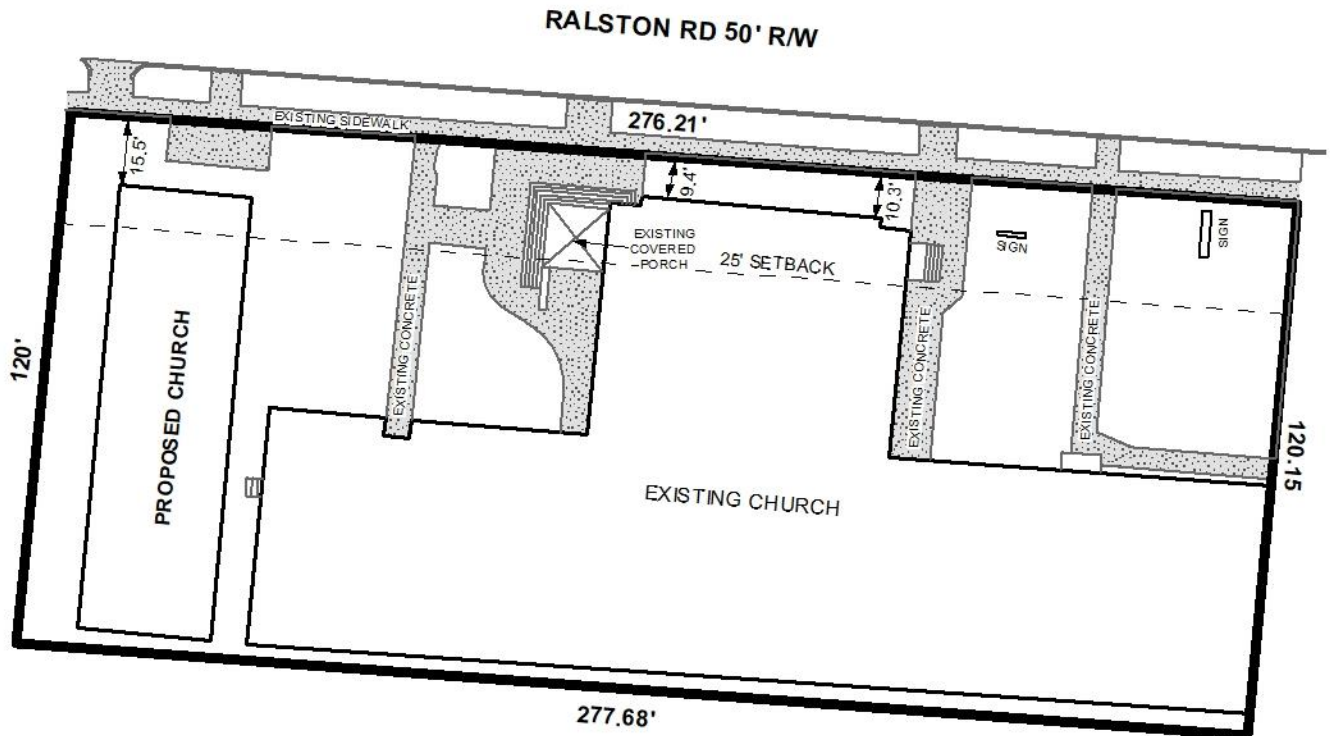 RALSTON RD 50' R/W
276.21'
EXISTING SIDEWALK
15.5'
9.4'
10.3'
EXISTING
COVERED
PORCH
25' SETBACK
SIGN
SIGN
120'
PROPOSED CHURCH
EXISTING CONCRETE
EXISTING CONCRETE
EXISTING CONCRETE
120.15
EXISTING CHURCH
277.68'